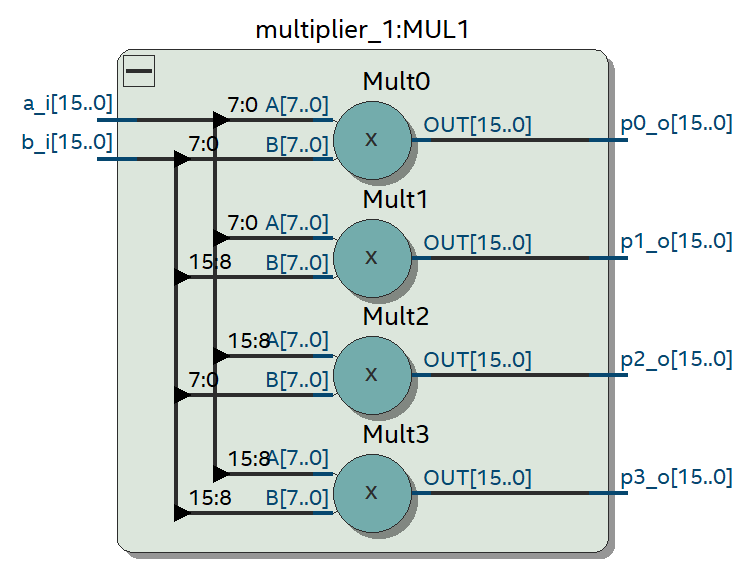 multiplier_1:MUL1
Mult0
a_i[15..0] 7:0 A[7..0] OUT[15..0] p0_o[15..0]
b_i[15..0] 7:0 B[7..0]
x
Mult1
7:0 A[7..0] OUT[15..0] p1_o[15..0]
15:8 B[7..0]
x
Mult2
15:8 A[7..0] OUT[15..0] p2_o[15..0]
7:0 B[7..0]
x
Mult3
15:8 A[7..0] OUT[15..0] p3_o[15..0]
15:8 B[7..0]
x